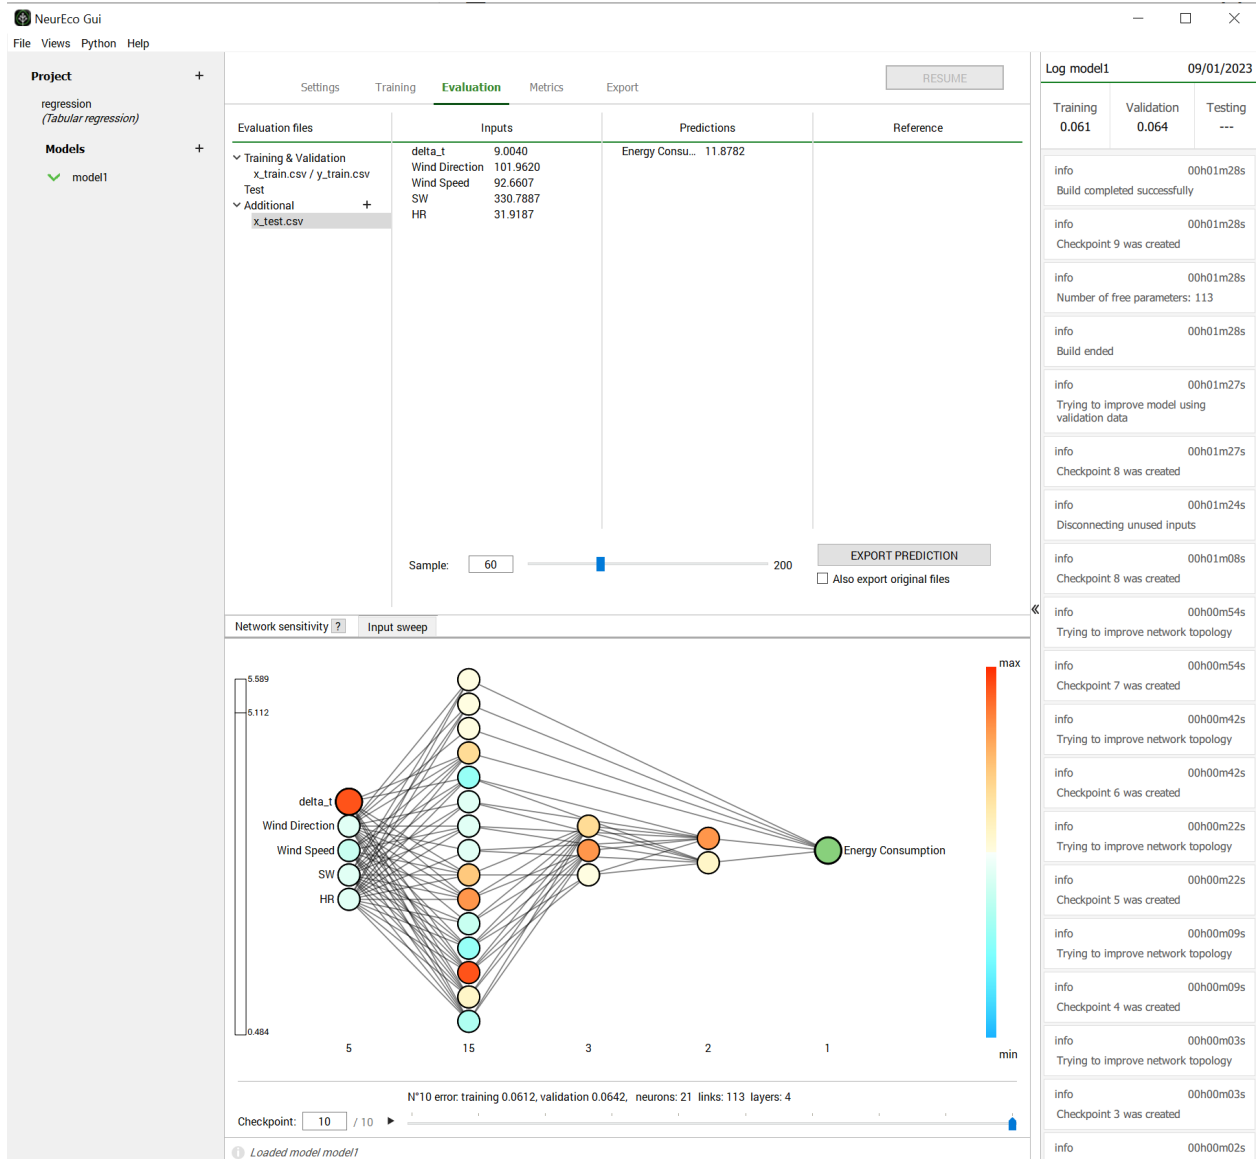 NeurEco Gui
File Views Python Help
Project +
regression
(Tabular regression)
Models +
model1
Settings Training Evaluation Metrics Export
RESUME
Evaluation files
Training & Validation
x_train.csv / y_train.csv
Test
Additional +
x_test.csv
Inputs
delta_t 9.0040
Wind Direction 101.9620
Wind Speed 92.6607
SW 330.7887
HR 31.9187
Predictions
Energy Consu... 11.8782
Reference
Sample: 60 200
EXPORT PREDICTION
Also export original files
Network sensitivity ? Input sweep
5.589
5.112
0.484
delta_t
Wind Direction
Wind Speed
SW
HR
Energy Consumption
5 15 3 2 1
max
min
N°10 error: training 0.0612, validation 0.0642, neurons: 21 links: 113 layers: 4
Checkpoint: 10 / 10
Loaded model model1
«
Log model1 09/01/2023
Training Validation Testing
0.061 0.064 ---
info 00h01m28s
Build completed successfully
info 00h01m28s
Checkpoint 9 was created
info 00h01m28s
Number of free parameters: 113
info 00h01m28s
Build ended
info 00h01m27s
Trying to improve model using
validation data
info 00h01m27s
Checkpoint 8 was created
info 00h01m24s
Disconnecting unused inputs
info 00h01m08s
Checkpoint 8 was created
info 00h00m54s
Trying to improve network topology
info 00h00m54s
Checkpoint 7 was created
info 00h00m42s
Trying to improve network topology
info 00h00m42s
Checkpoint 6 was created
info 00h00m22s
Trying to improve network topology
info 00h00m22s
Checkpoint 5 was created
info 00h00m09s
Trying to improve network topology
info 00h00m09s
Checkpoint 4 was created
info 00h00m03s
Trying to improve network topology
info 00h00m03s
Checkpoint 3 was created
info 00h00m02s